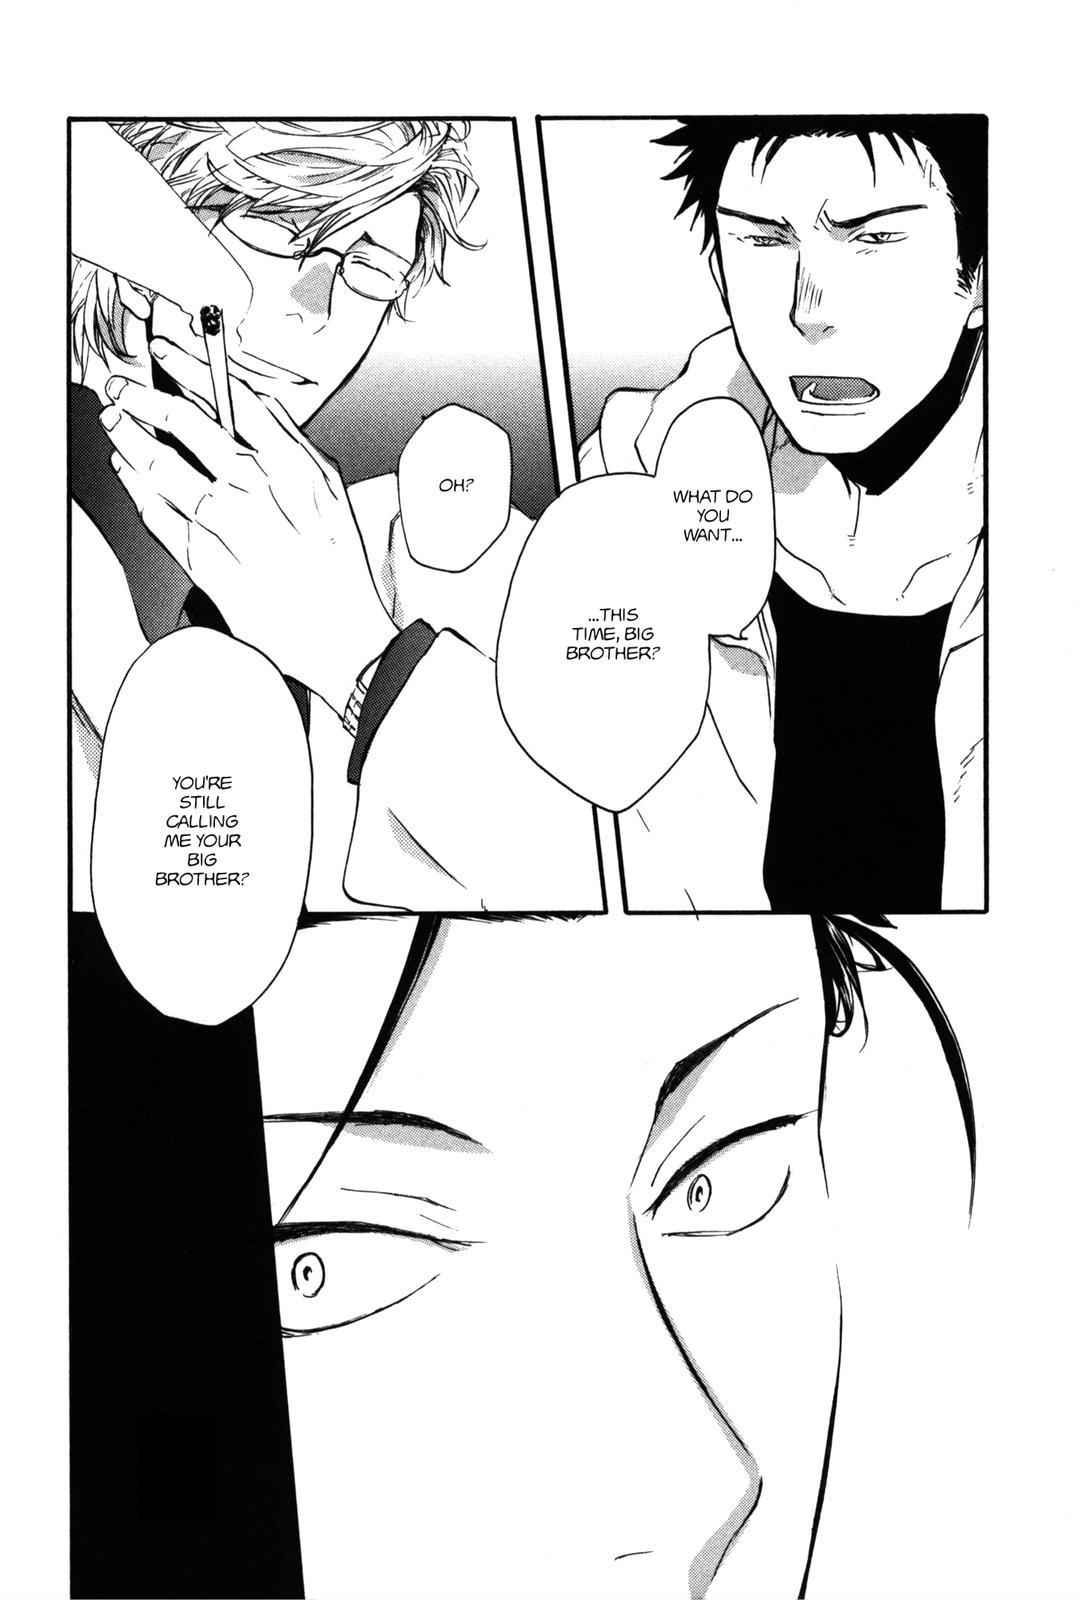 WHAT DO
YOU
WANT...
...THIS
TIME, BIG
BROTHER?
OH?
YOU'RE
STILL
CALLING
ME YOUR
BIG
BROTHER?